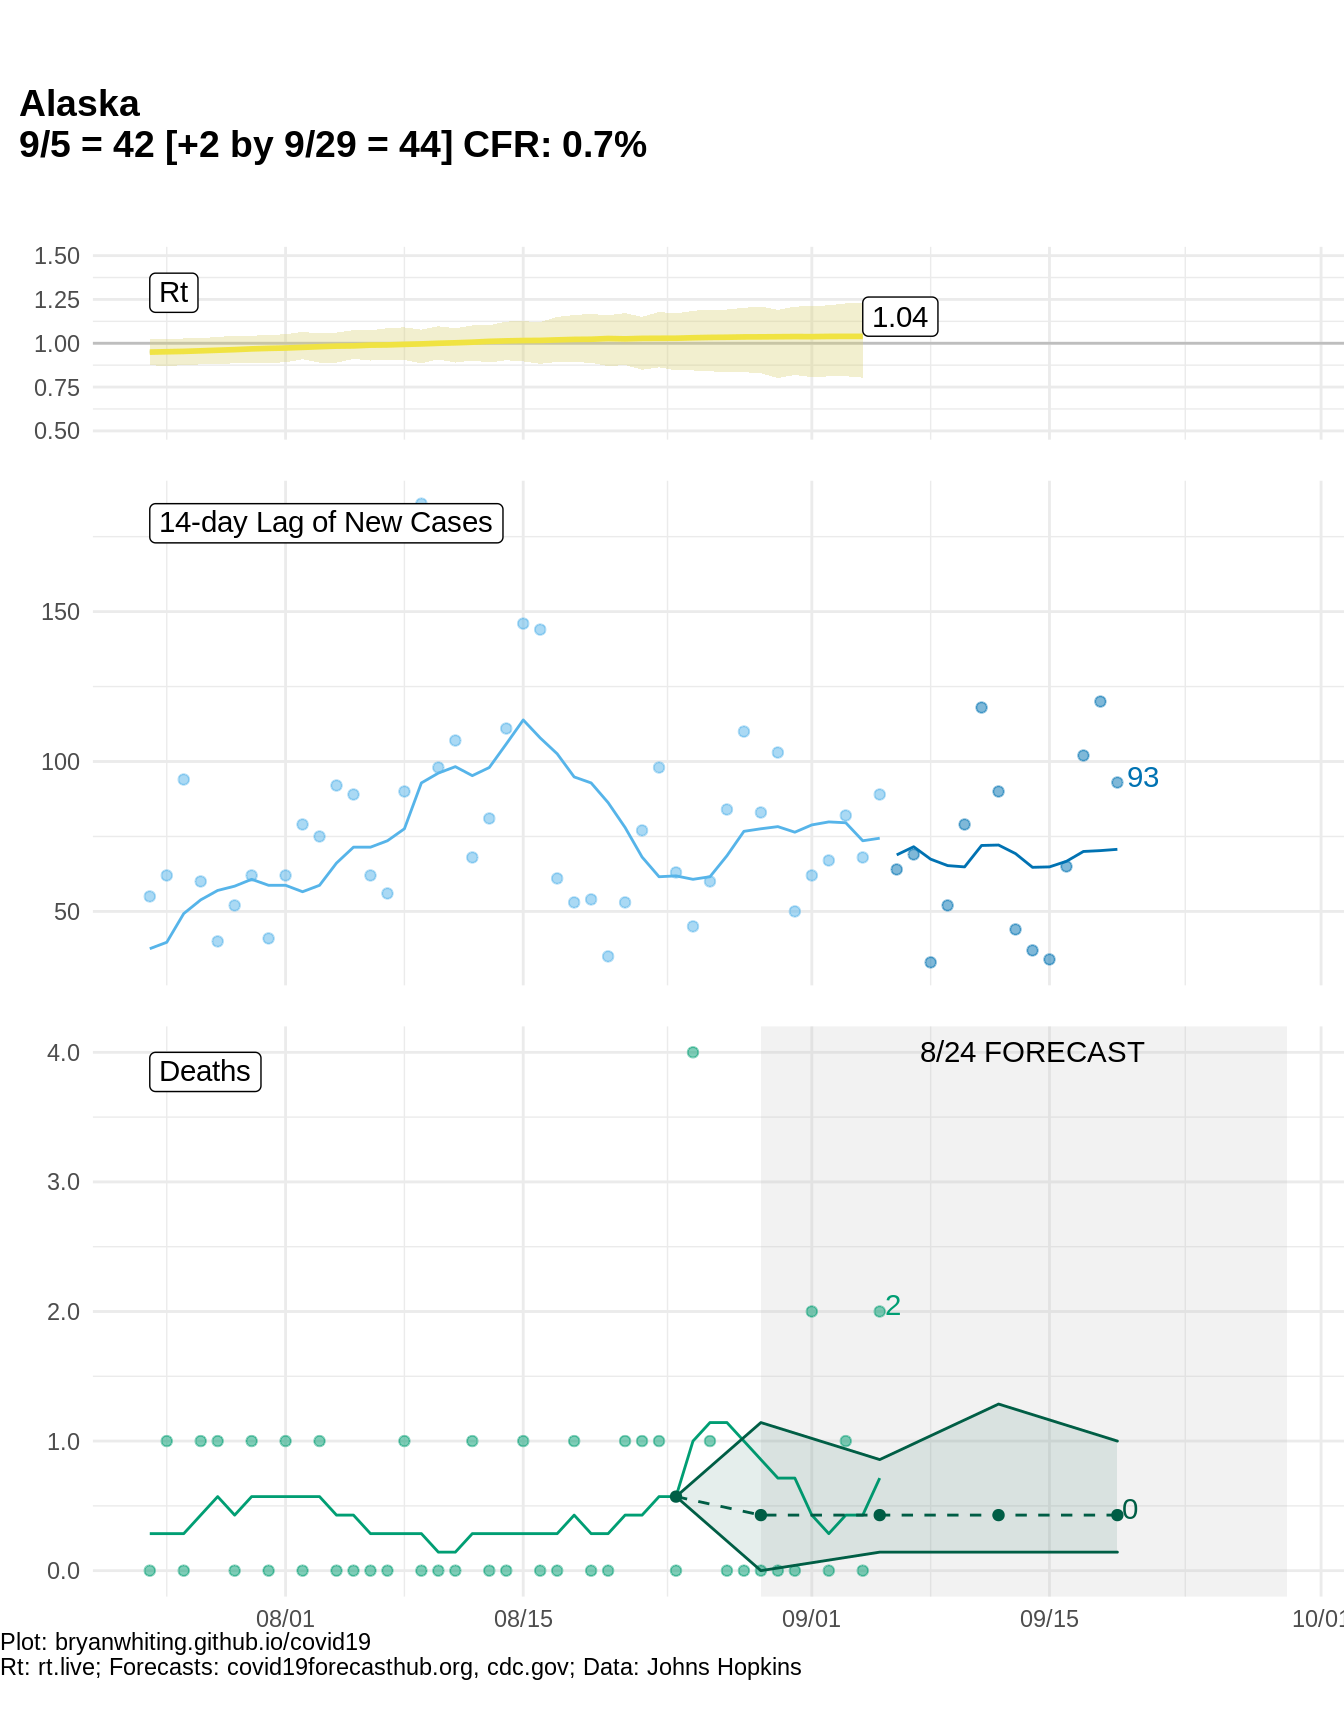 Alaska
9/5 = 42 [+2 by 9/29 = 44] CFR: 0.7%
1.50
1.25
1.00
0.75
0.50
Rt
1.04
14-day Lag of New Cases
150
100
50
93
Deaths
8/24 FORECAST
4.0
3.0
2.0
1.0
0.0
2
0
08/01
08/15
09/01
09/15
10/01
Plot: bryanwhiting.github.io/covid19
Rt: rt.live; Forecasts: covid19forecasthub.org, cdc.gov; Data: Johns Hopkins